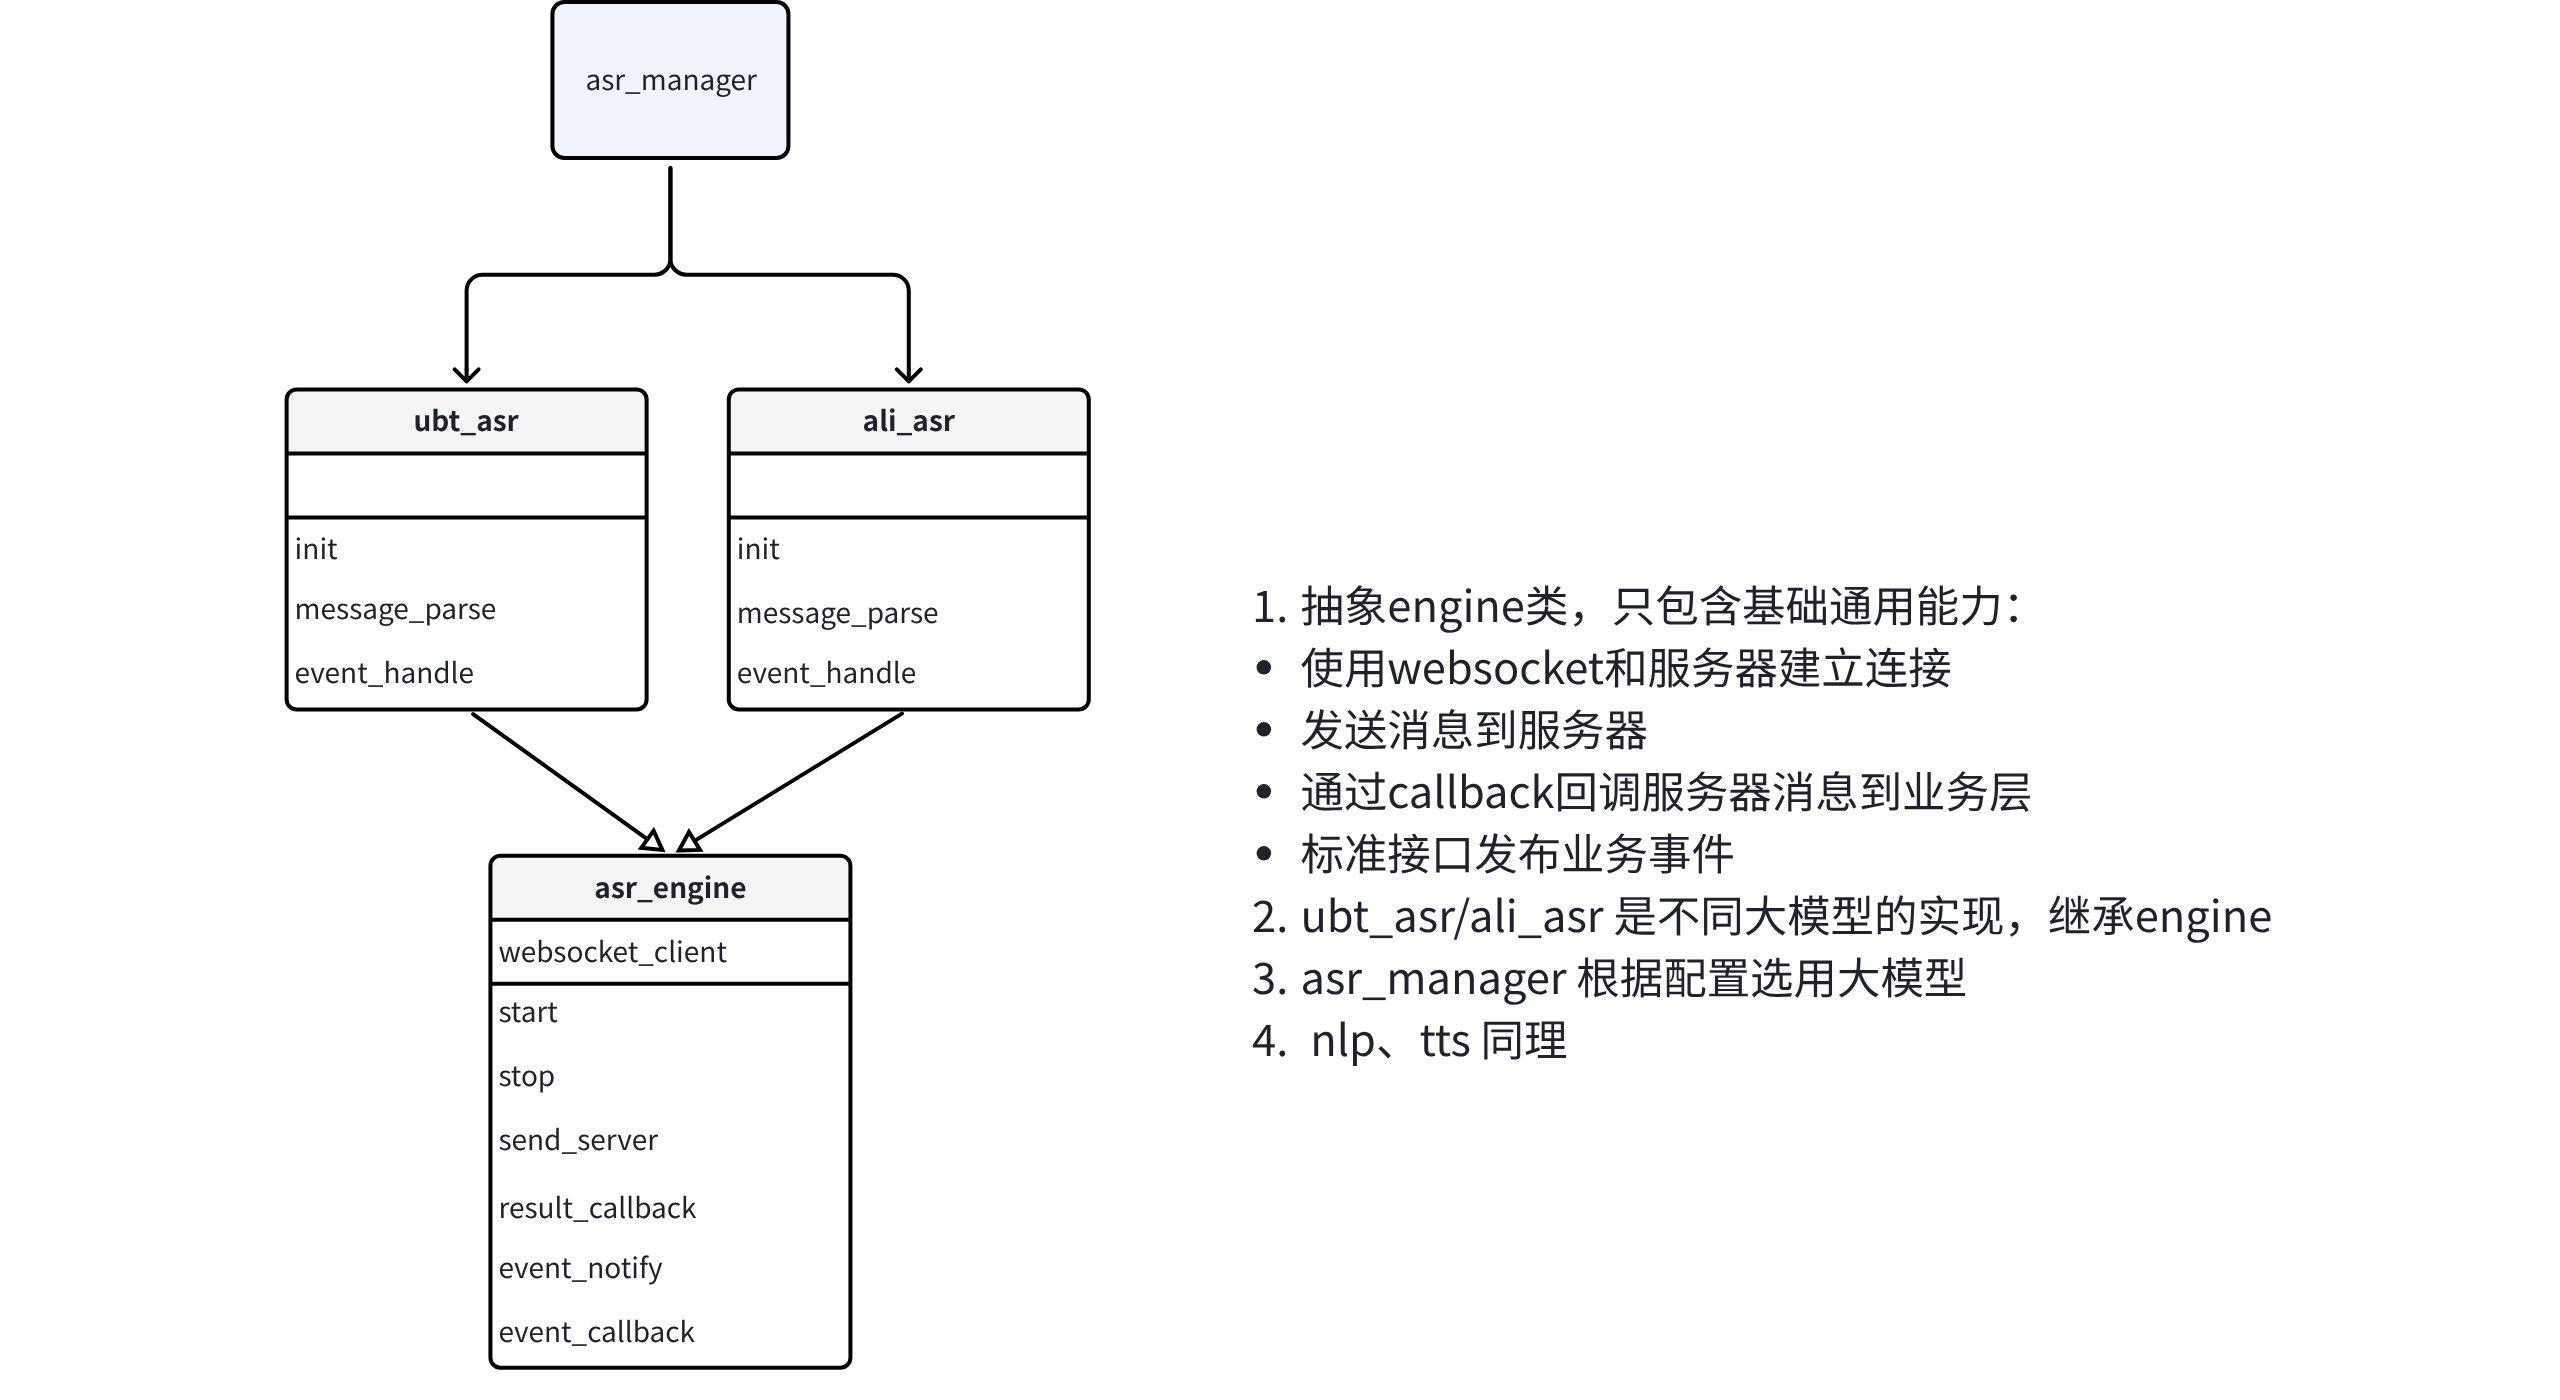 asr_manager
ubt_asr
init
message_parse
event_handle
ali_asr
init
message_parse
event_handle
asr_engine
websocket_client
start
stop
send_server
result_callback
event_notify
event_callback
1. 抽象engine类，只包含基础通用能力：
• 使用websocket和服务器建立连接
• 发送消息到服务器
• 通过callback回调服务器消息到业务层
• 标准接口发布业务事件
2. ubt_asr/ali_asr 是不同大模型的实现，继承engine
3. asr_manager 根据配置选用大模型
4. nlp、tts 同理